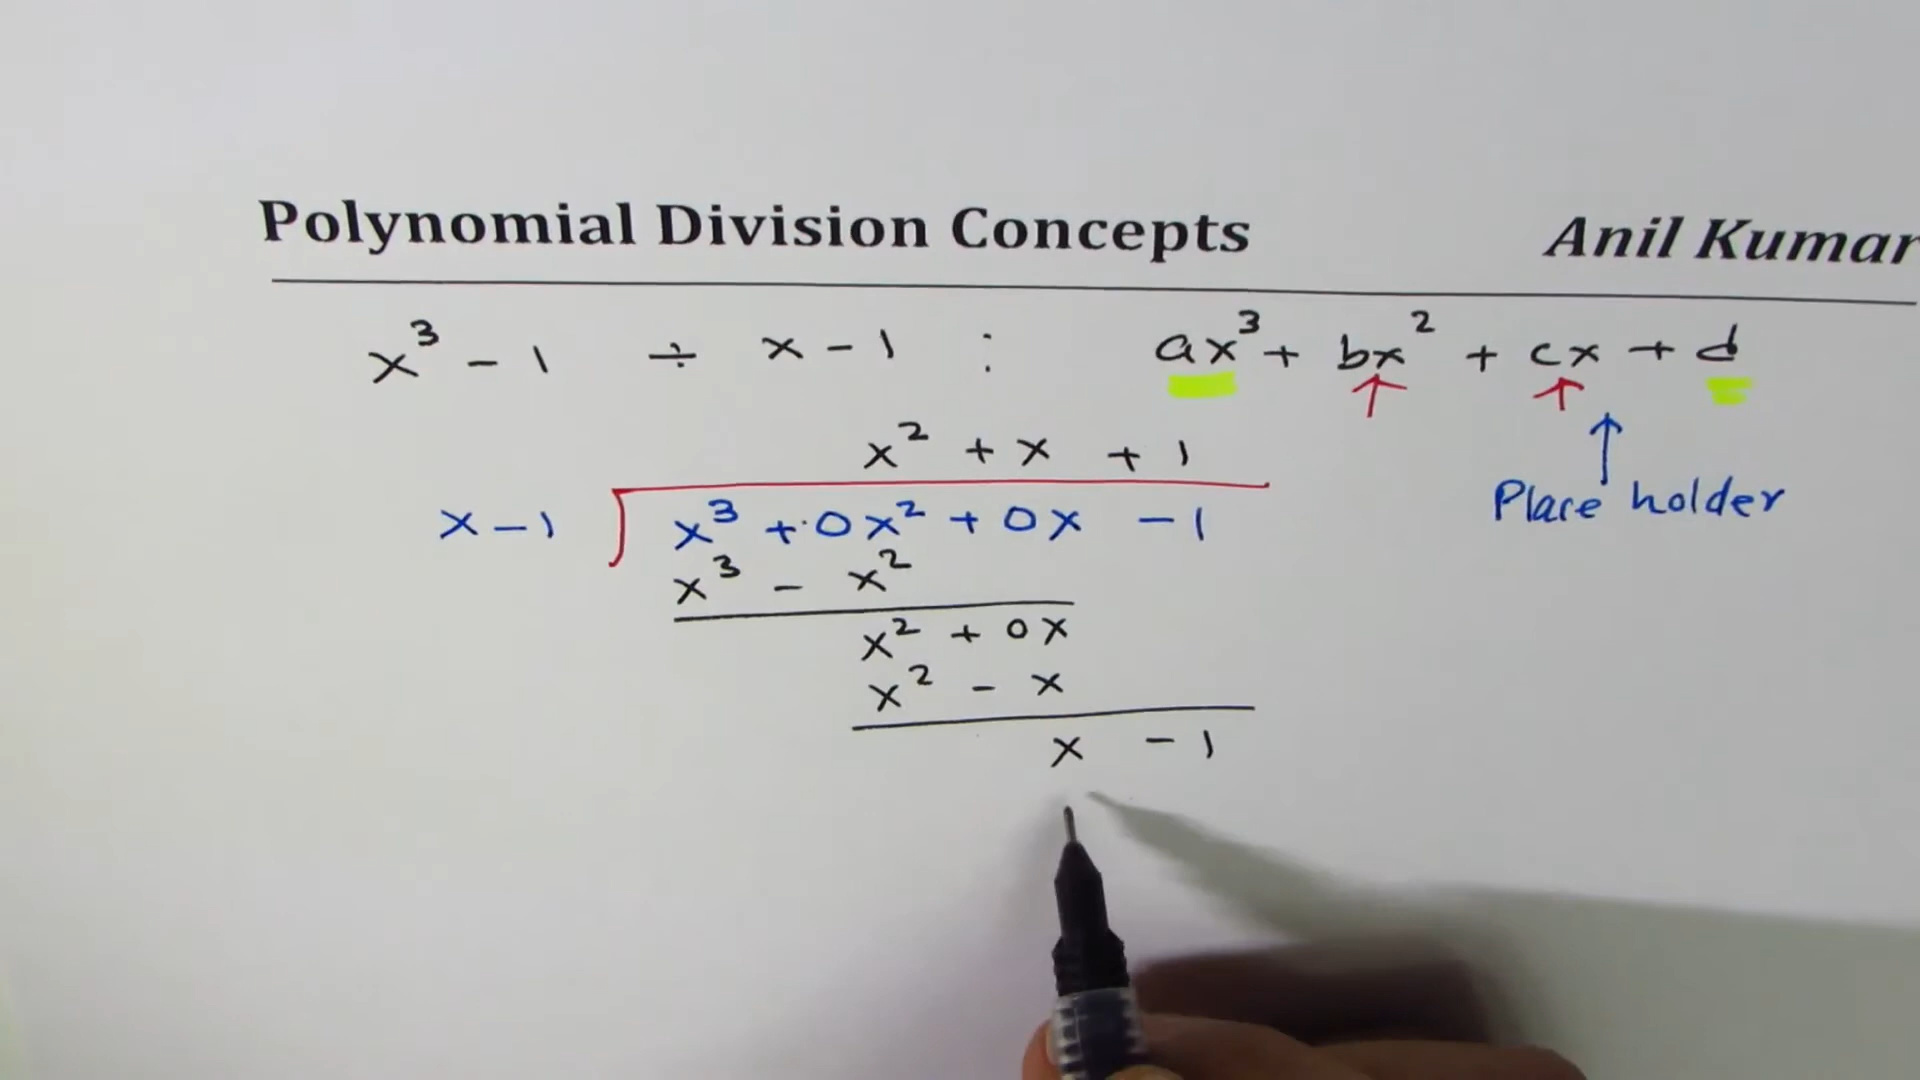 Polynomial Division Concepts Anil Kumar
x³ - 1 ÷ x - 1 : ax³ + bx² + cx + d
x² + x + 1
x - 1 ) x³ + 0x² + 0x - 1
Place holder
x³ - x²
x² + 0x
x² - x
x - 1